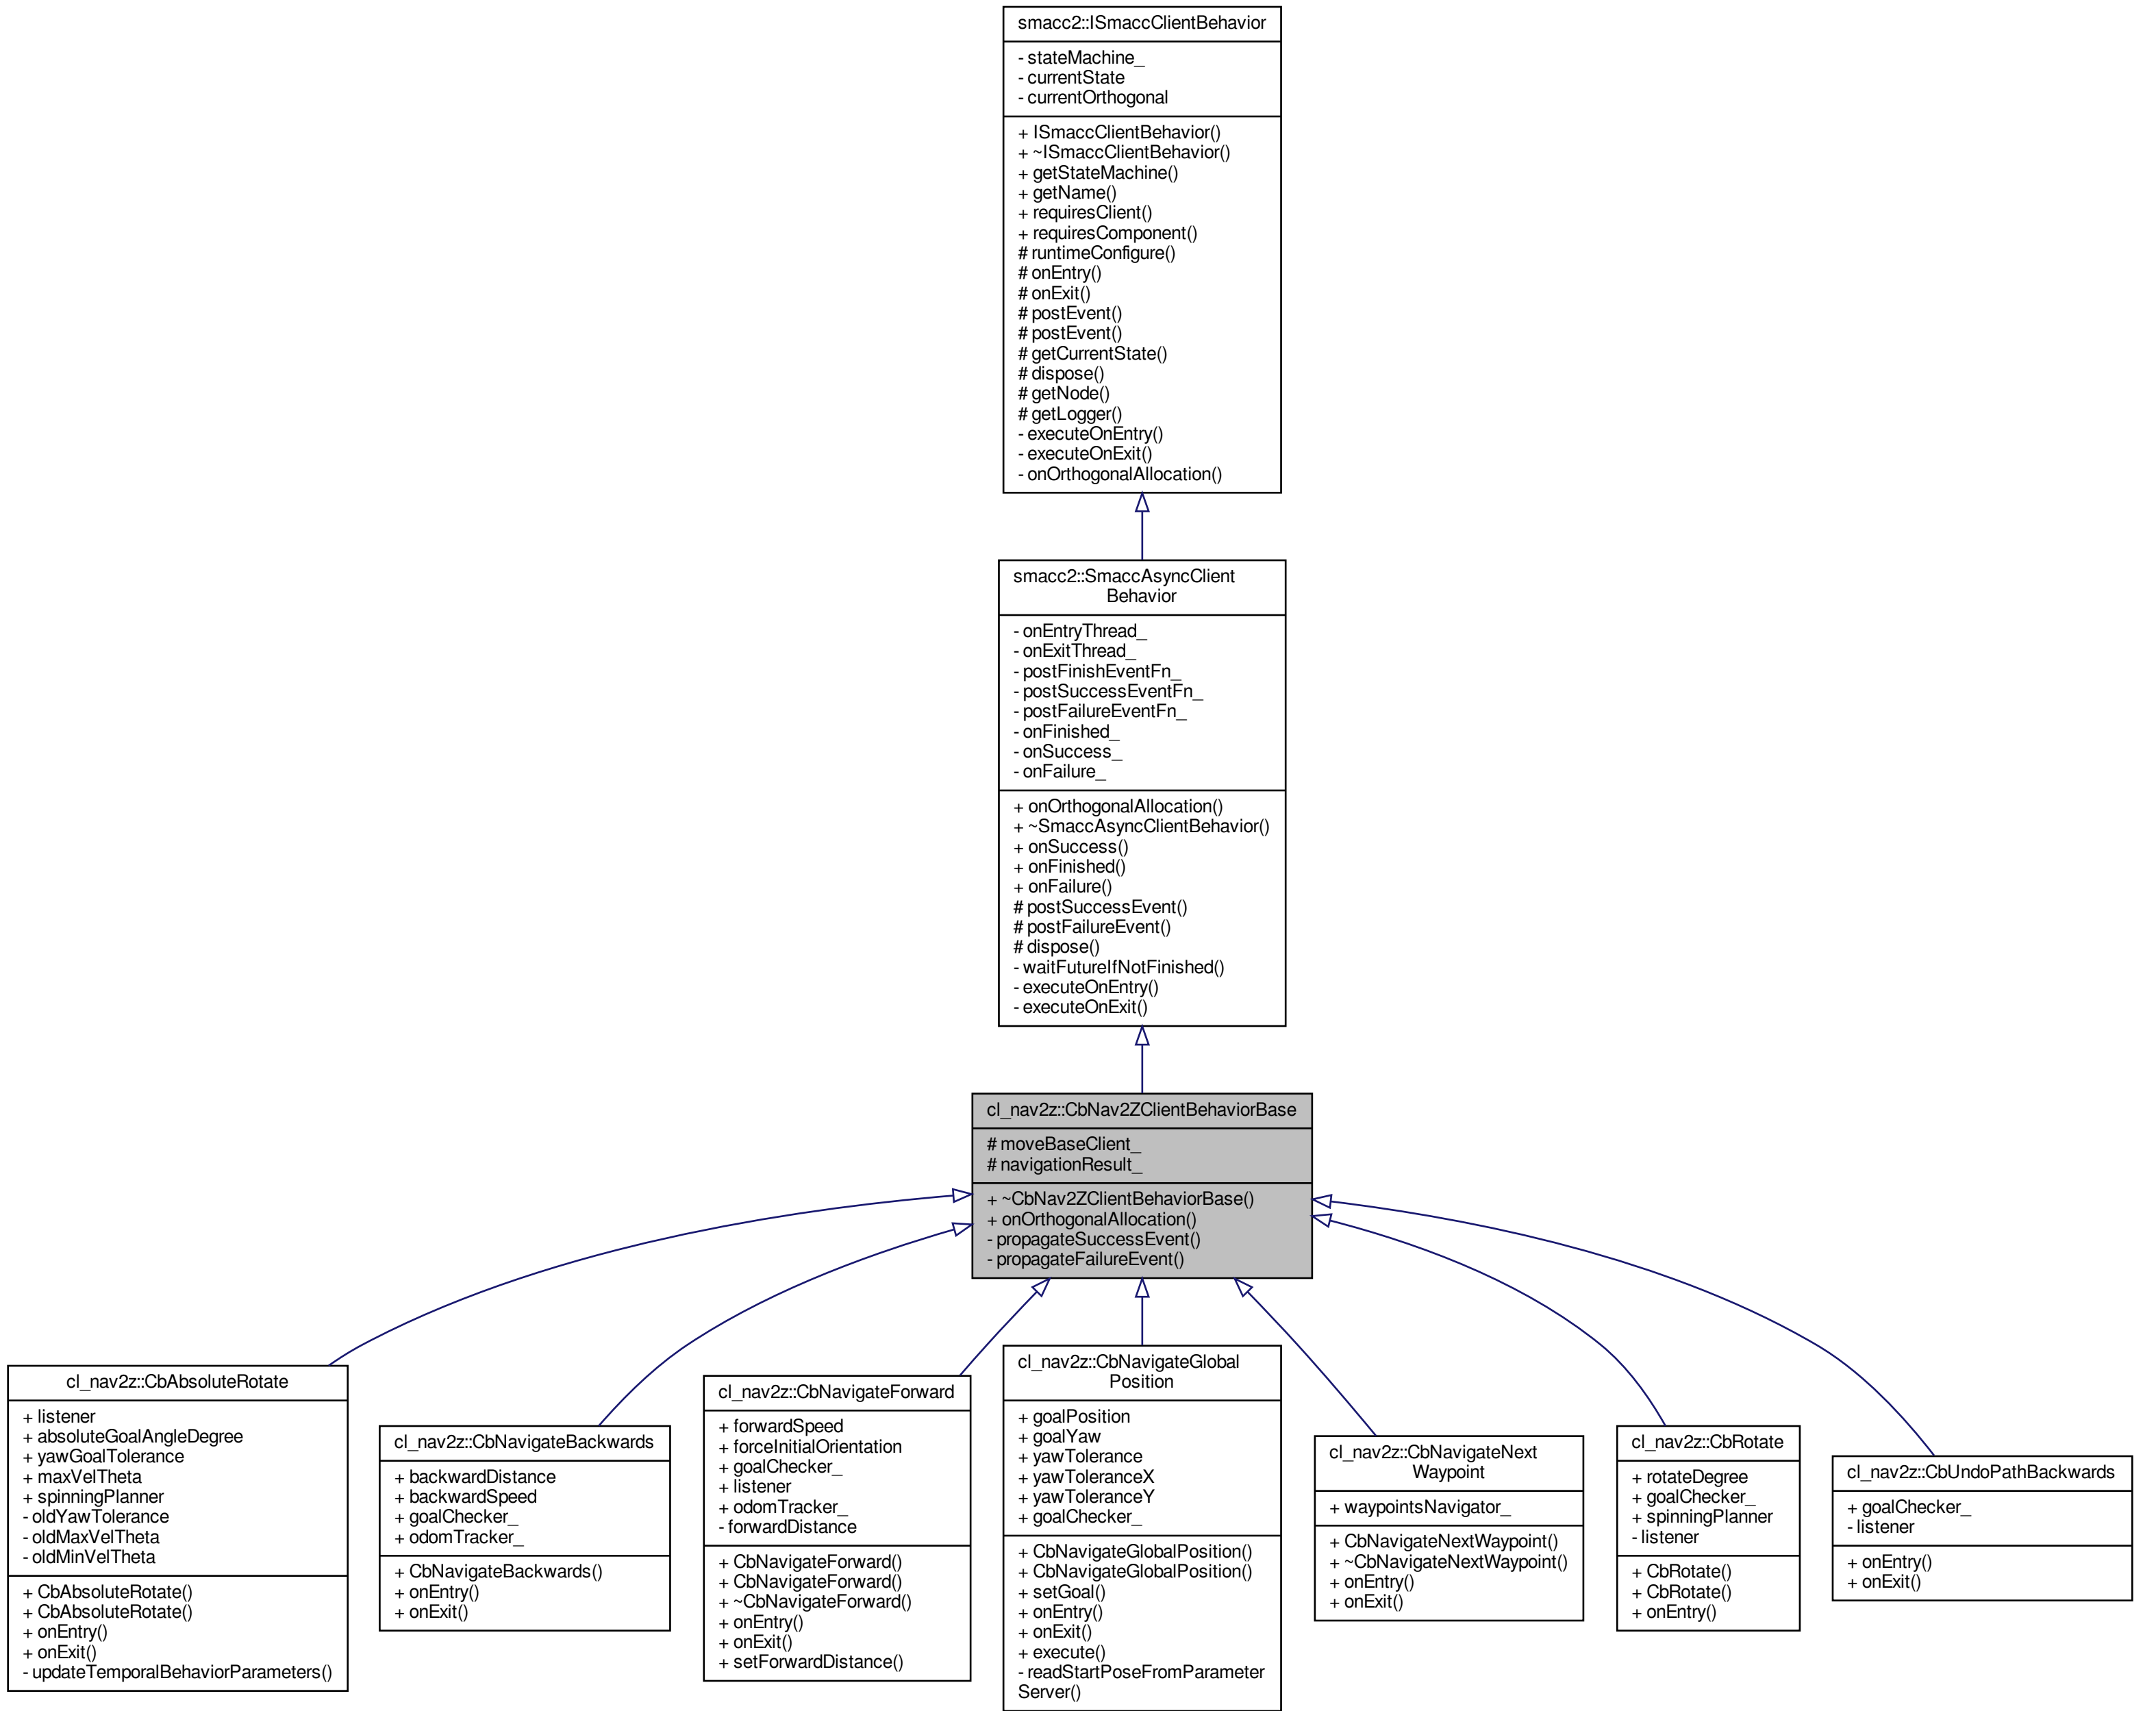 smacc2::ISmaccClientBehavior
- stateMachine_
- currentState
- currentOrthogonal
+ ISmaccClientBehavior()
+ ~ISmaccClientBehavior()
+ getStateMachine()
+ getName()
+ requiresClient()
+ requiresComponent()
# runtimeConfigure()
# onEntry()
# onExit()
# postEvent()
# postEvent()
# getCurrentState()
# dispose()
# getNode()
# getLogger()
- executeOnEntry()
- executeOnExit()
- onOrthogonalAllocation()
smacc2::SmaccAsyncClient
Behavior
- onEntryThread_
- onExitThread_
- postFinishEventFn_
- postSuccessEventFn_
- postFailureEventFn_
- onFinished_
- onSuccess_
- onFailure_
+ onOrthogonalAllocation()
+ ~SmaccAsyncClientBehavior()
+ onSuccess()
+ onFinished()
+ onFailure()
# postSuccessEvent()
# postFailureEvent()
# dispose()
- waitFutureIfNotFinished()
- executeOnEntry()
- executeOnExit()
cl_nav2z::CbNav2ZClientBehaviorBase
# moveBaseClient_
# navigationResult_
+ ~CbNav2ZClientBehaviorBase()
+ onOrthogonalAllocation()
- propagateSuccessEvent()
- propagateFailureEvent()
cl_nav2z::CbAbsoluteRotate
+ listener
+ absoluteGoalAngleDegree
+ yawGoalTolerance
+ maxVelTheta
+ spinningPlanner
- oldYawTolerance
- oldMaxVelTheta
- oldMinVelTheta
+ CbAbsoluteRotate()
+ CbAbsoluteRotate()
+ onEntry()
+ onExit()
- updateTemporalBehaviorParameters()
cl_nav2z::CbNavigateBackwards
+ backwardDistance
+ backwardSpeed
+ goalChecker_
+ odomTracker_
+ CbNavigateBackwards()
+ onEntry()
+ onExit()
cl_nav2z::CbNavigateForward
+ forwardSpeed
+ forceInitialOrientation
+ goalChecker_
+ listener
+ odomTracker_
- forwardDistance
+ CbNavigateForward()
+ CbNavigateForward()
+ ~CbNavigateForward()
+ onEntry()
+ onExit()
+ setForwardDistance()
cl_nav2z::CbNavigateGlobal
Position
+ goalPosition
+ goalYaw
+ yawTolerance
+ yawToleranceX
+ yawToleranceY
+ goalChecker_
+ CbNavigateGlobalPosition()
+ CbNavigateGlobalPosition()
+ setGoal()
+ onEntry()
+ onExit()
+ execute()
- readStartPoseFromParameter
Server()
cl_nav2z::CbNavigateNext
Waypoint
+ waypointsNavigator_
+ CbNavigateNextWaypoint()
+ ~CbNavigateNextWaypoint()
+ onEntry()
+ onExit()
cl_nav2z::CbRotate
+ rotateDegree
+ goalChecker_
+ spinningPlanner
- listener
+ CbRotate()
+ CbRotate()
+ onEntry()
cl_nav2z::CbUndoPathBackwards
+ goalChecker_
- listener
+ onEntry()
+ onExit()